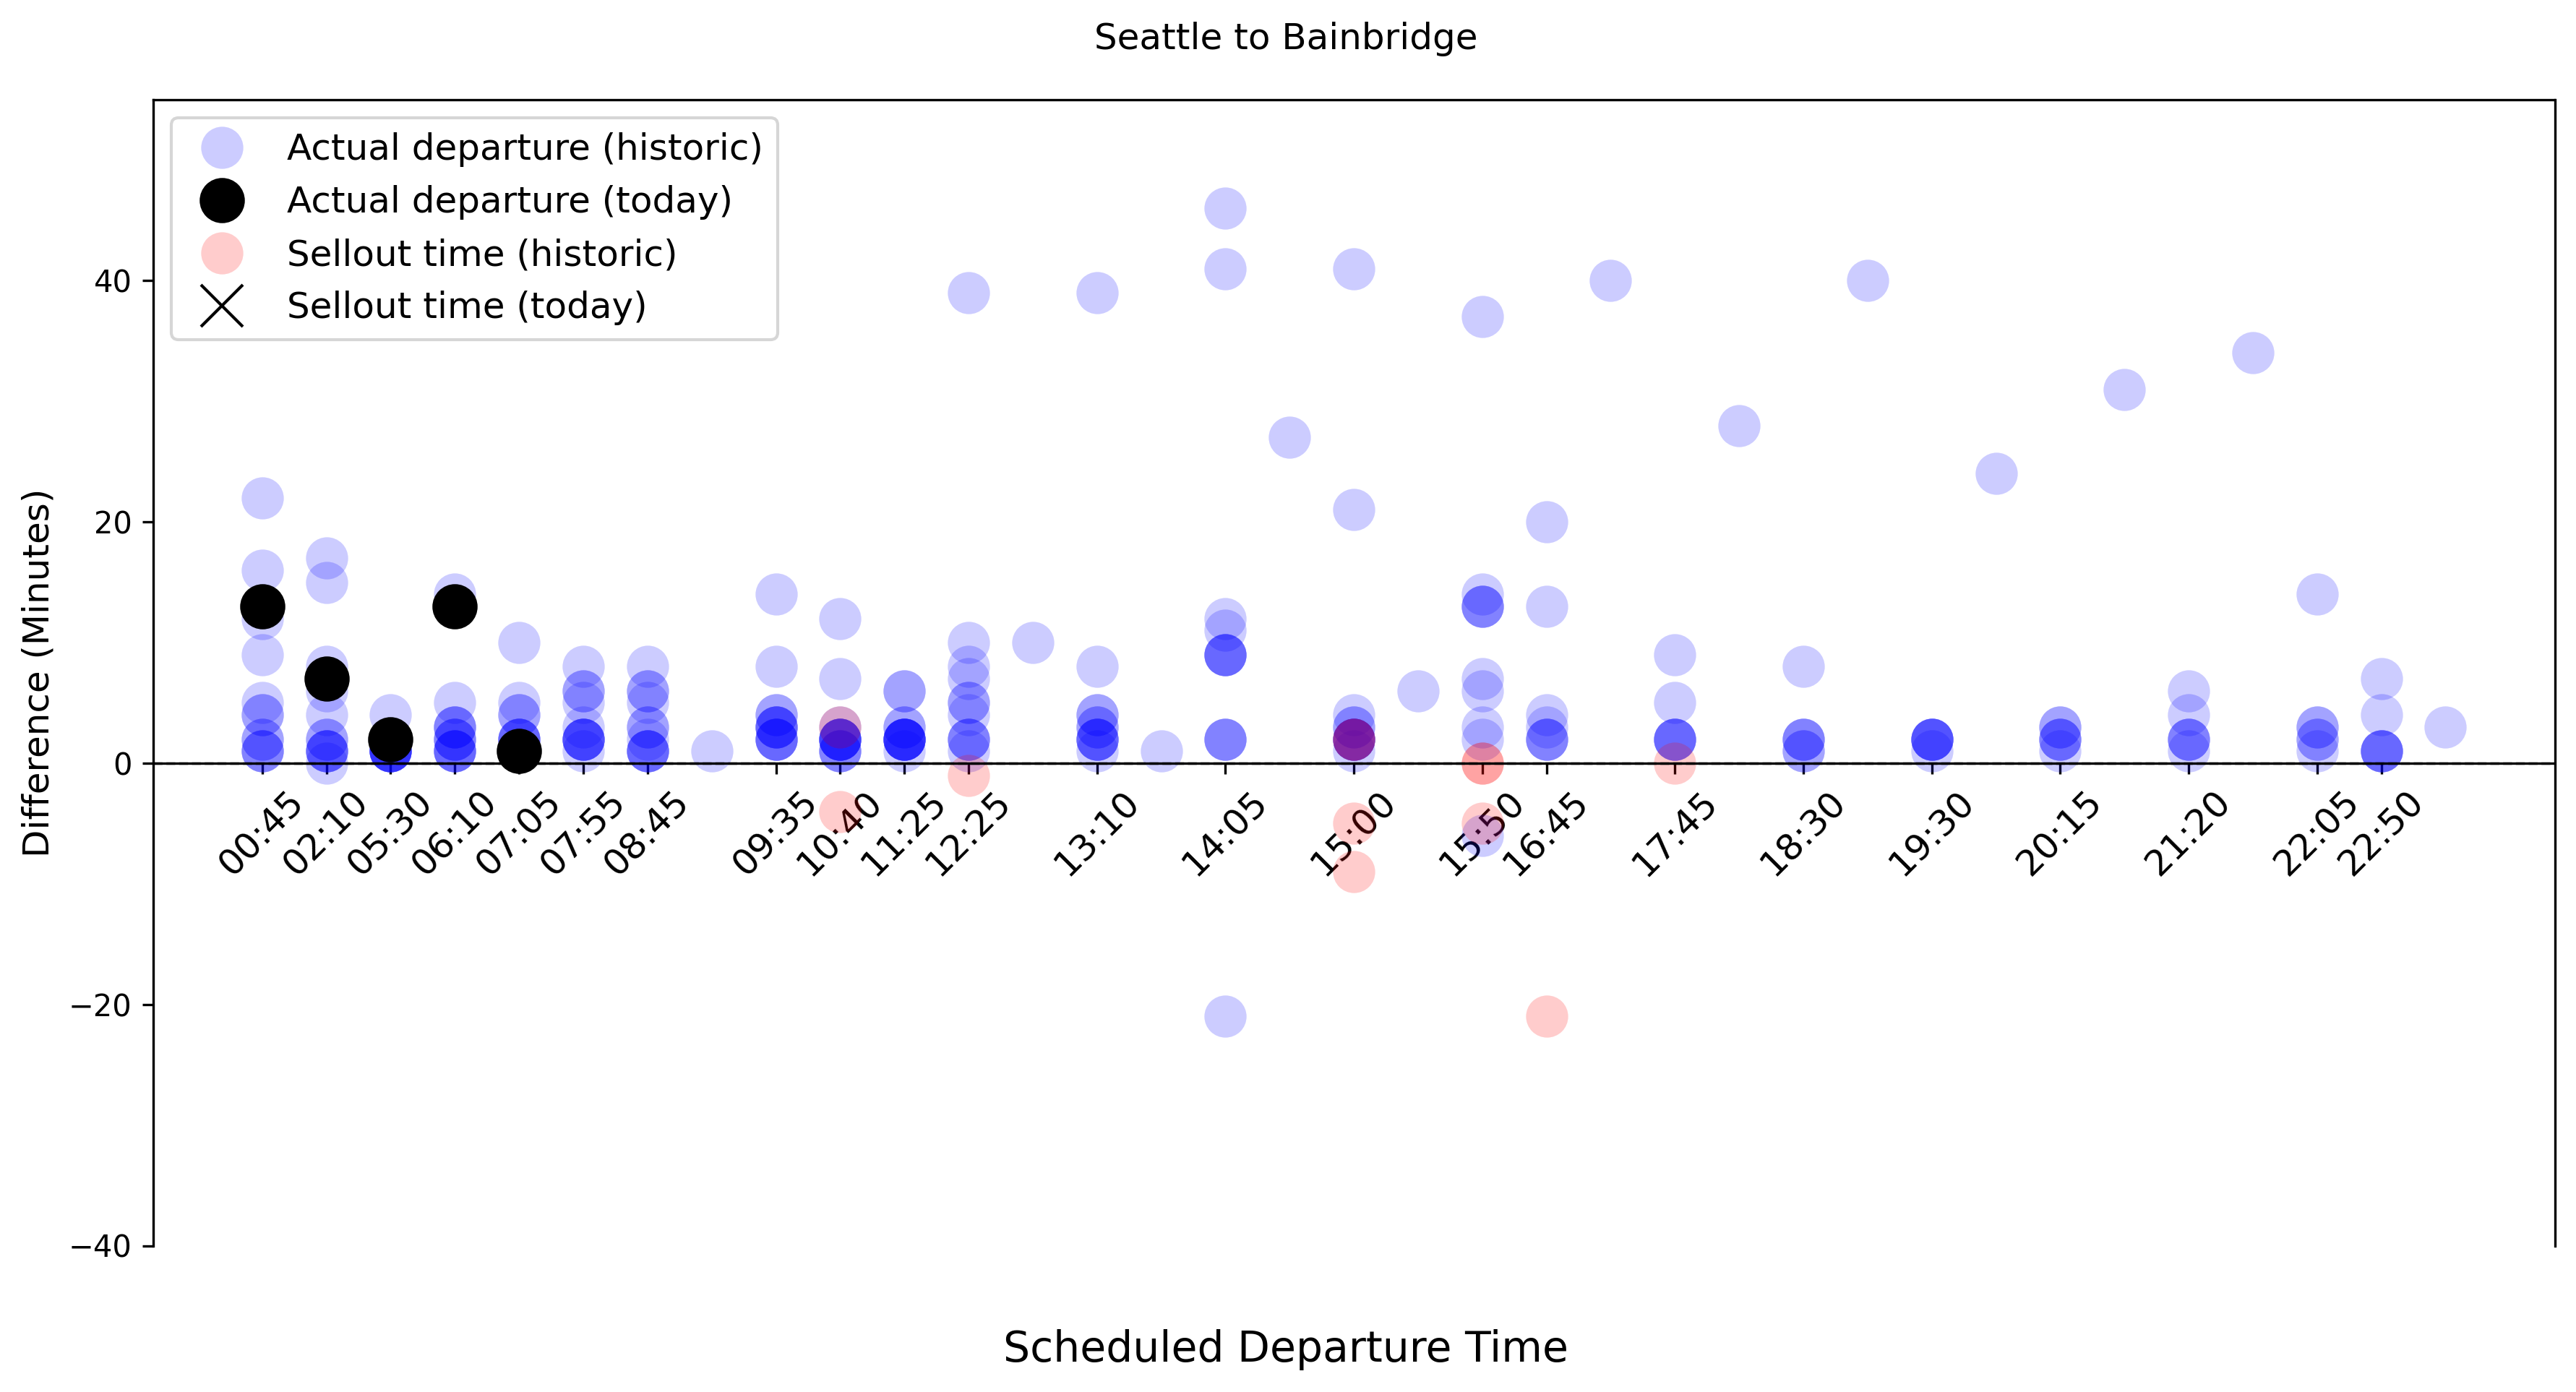 Seattle to Bainbridge
Actual departure (historic)
Actual departure (today)
Sellout time (historic)
Sellout time (today)
Difference (Minutes)
40
20
0
−20
−40
00:45 02:10 05:30 06:10 07:05 07:55 08:45 09:35 10:40 11:25 12:25 13:10 14:05 15:00 15:50 16:45 17:45 18:30 19:30 20:15 21:20 22:05 22:50
Scheduled Departure Time